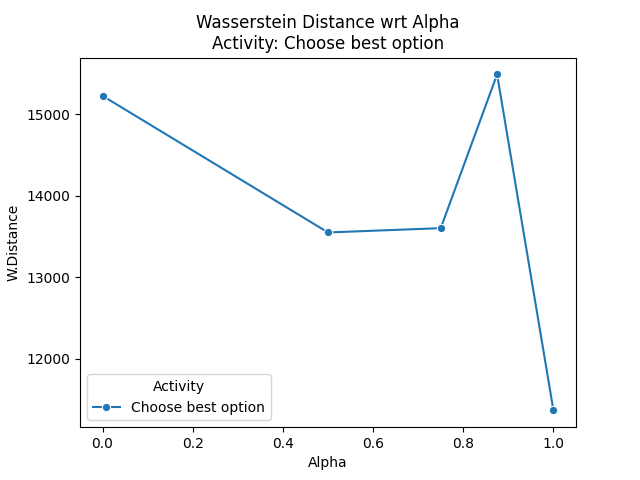 Wasserstein Distance wrt Alpha
Activity: Choose best option
15000
14000
13000
12000
W.Distance
Activity
Choose best option
0.0 0.2 0.4 0.6 0.8 1.0
Alpha